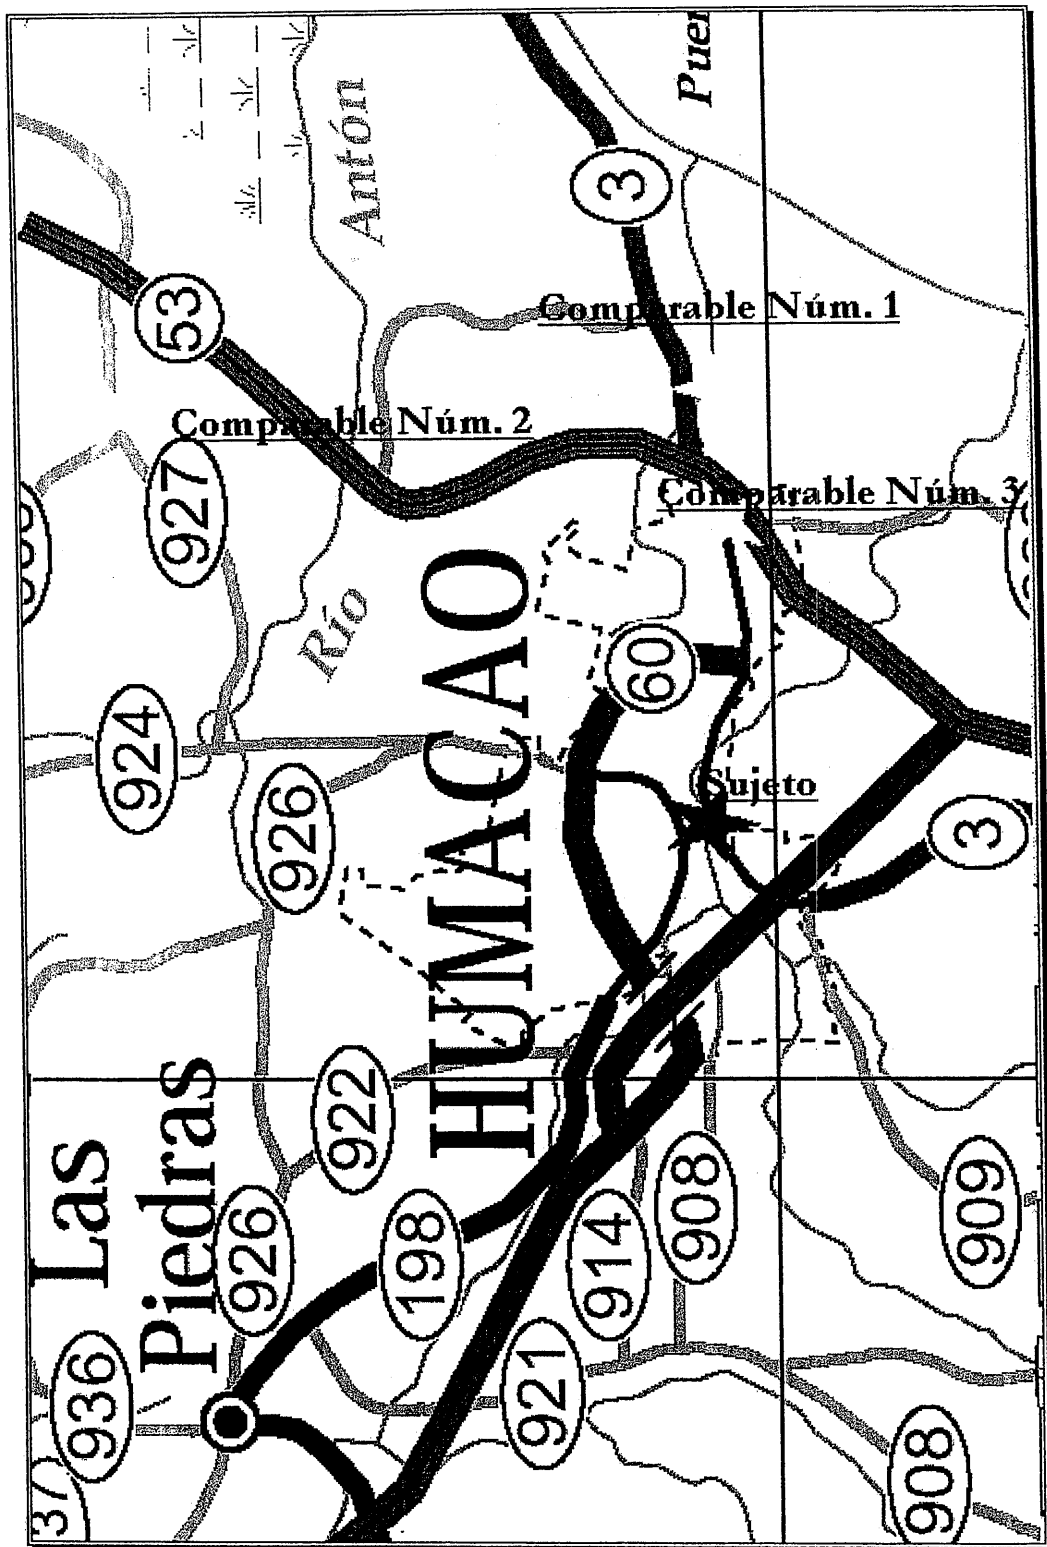 Las
Piedras
HUMACAO
Río
Antón
Comparable Núm. 1
Comparable Núm. 2
Comparable Núm. 3
Sujeto
53
3
927
924
926
60
3
922
926
198
914
908
909
936
921
908